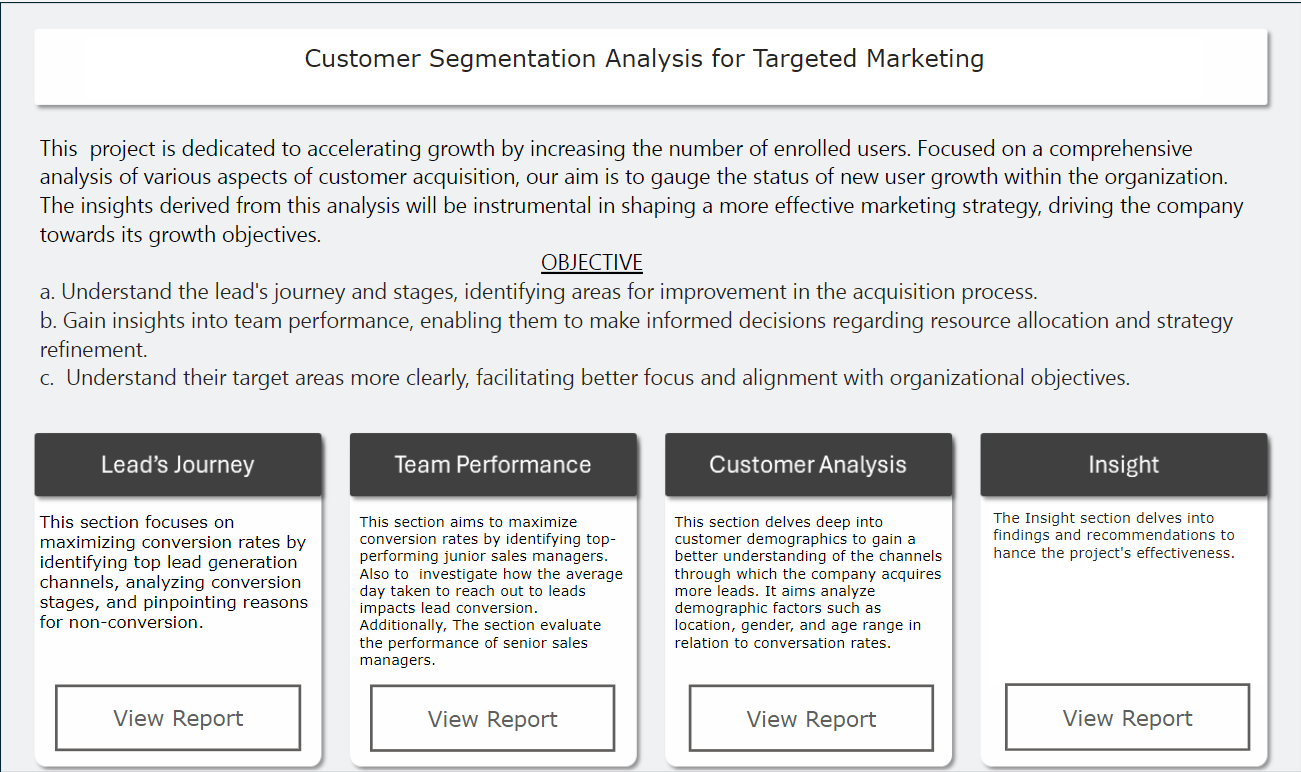 Customer Segmentation Analysis for Targeted Marketing
This  project is dedicated to accelerating growth by increasing the number of enrolled users. Focused on a comprehensive
analysis of various aspects of customer acquisition, our aim is to gauge the status of new user growth within the organization.
The insights derived from this analysis will be instrumental in shaping a more effective marketing strategy, driving the company
towards its growth objectives.
OBJECTIVE
a. Understand the lead's journey and stages, identifying areas for improvement in the acquisition process.
b. Gain insights into team performance, enabling them to make informed decisions regarding resource allocation and strategy
refinement.
c.  Understand their target areas more clearly, facilitating better focus and alignment with organizational objectives.
Lead’s Journey
This section focuses on
maximizing conversion rates by
identifying top lead generation
channels, analyzing conversion
stages, and pinpointing reasons
for non-conversion.
View Report
Team Performance
This section aims to maximize
conversion rates by identifying top-
performing junior sales managers.
Also to  investigate how the average
day taken to reach out to leads
impacts lead conversion.
Additionally, The section evaluate
the performance of senior sales
managers.
View Report
Customer Analysis
This section delves deep into
customer demographics to gain a
better understanding of the channels
through which the company acquires
more leads. It aims analyze
demographic factors such as
location, gender, and age range in
relation to conversation rates.
View Report
Insight
The Insight section delves into
findings and recommendations to
hance the project's effectiveness.
View Report